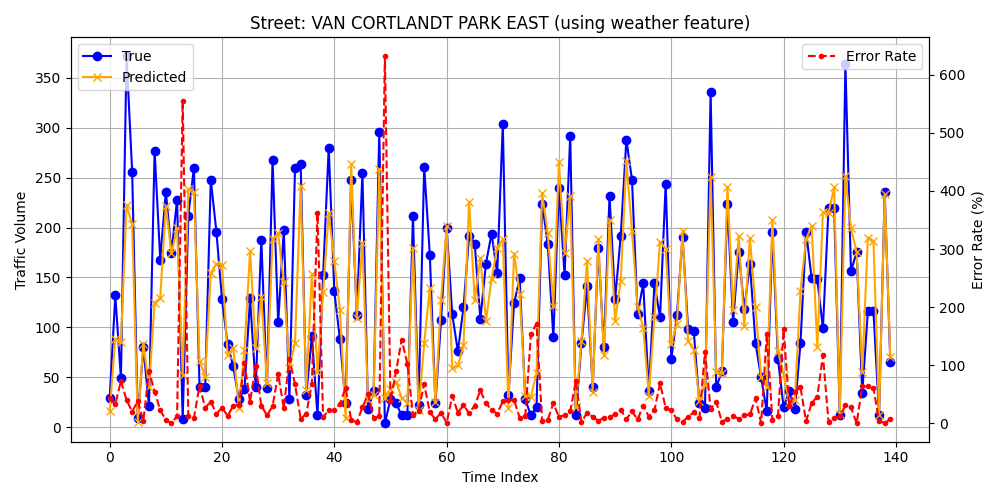 Street: VAN CORTLANDT PARK EAST (using weather feature)
True
Predicted
Error Rate
Traffic Volume
350
300
250
200
150
100
50
0
600
500
400
300
200
100
0
Error Rate (%)
0 20 40 60 80 100 120 140
Time Index